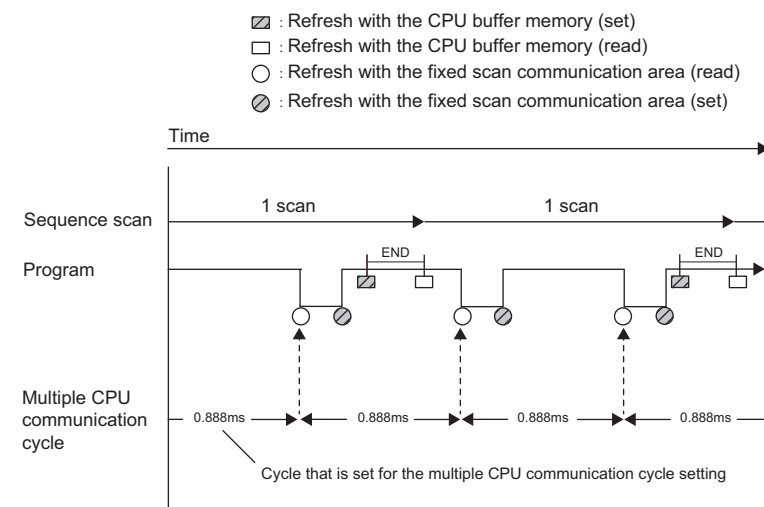 : Refresh with the CPU buffer memory (set)
: Refresh with the CPU buffer memory (read)
: Refresh with the fixed scan communication area (read)
: Refresh with the fixed scan communication area (set)
Time
Sequence scan
1 scan
1 scan
Program
END
END
Multiple CPU
communication
cycle
0.888ms
0.888ms
0.888ms
0.888ms
Cycle that is set for the multiple CPU communication cycle setting